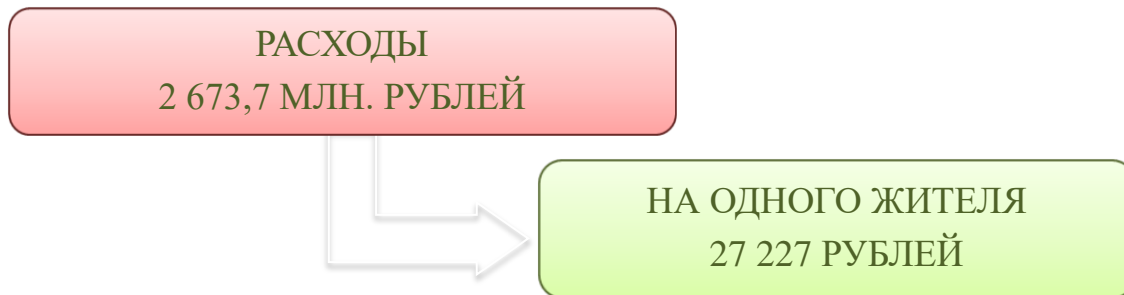 РАСХОДЫ
2 673,7 МЛН. РУБЛЕЙ
НА ОДНОГО ЖИТЕЛЯ
27 227 РУБЛЕЙ